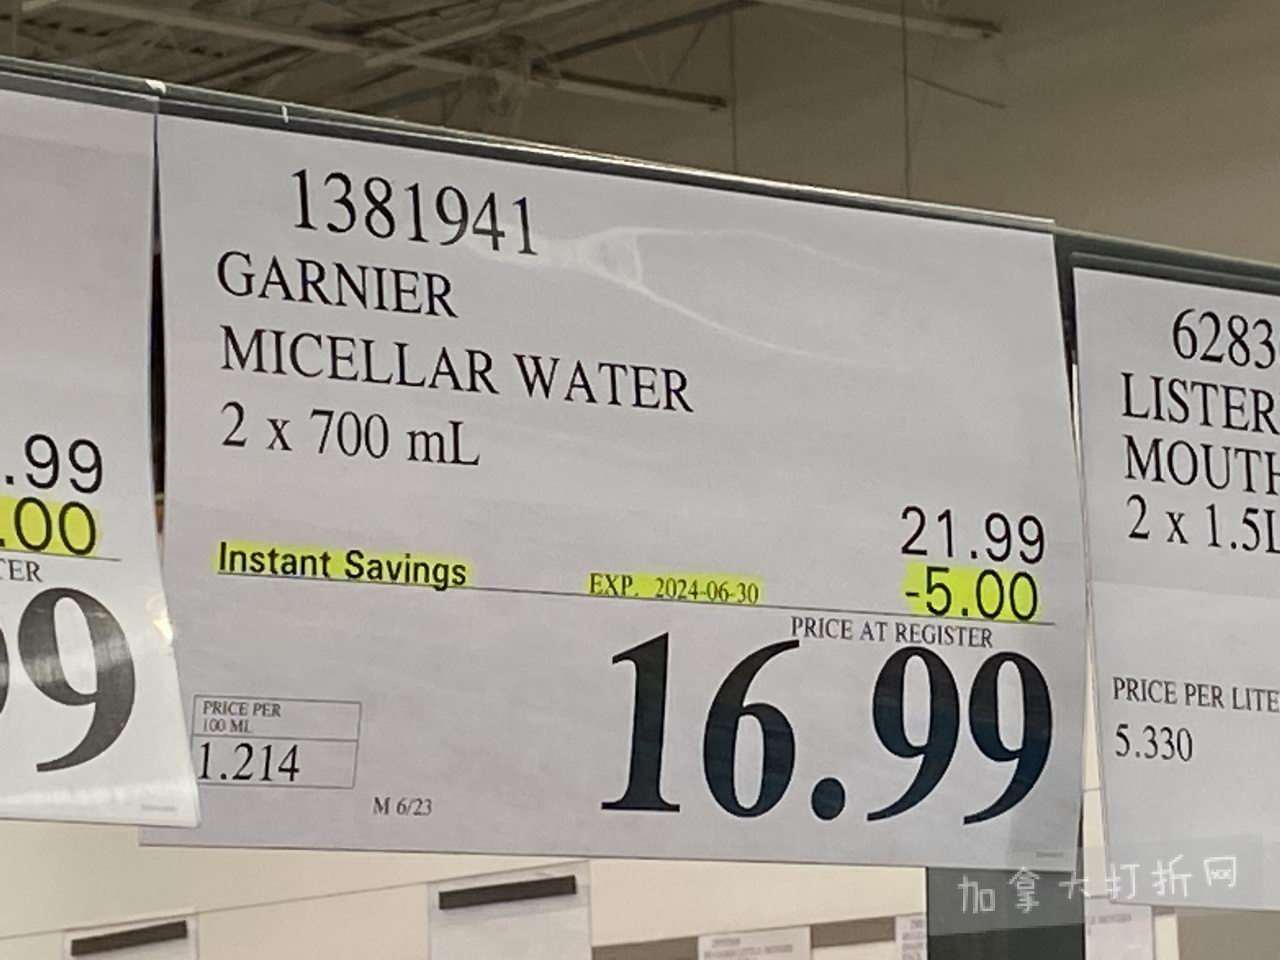 1381941
GARNIER
MICELLAR WATER
2 x 700 mL
21.99
Instant Savings EXP. 2024-06-30 -5.00
PRICE AT REGISTER
16.99
PRICE PER
100 ML
1.214
M 6/23
.99
.00
TER
99
6283
LISTER
MOUTH
2 x 1.5L
PRICE PER LITE
5.330
加拿大打折网